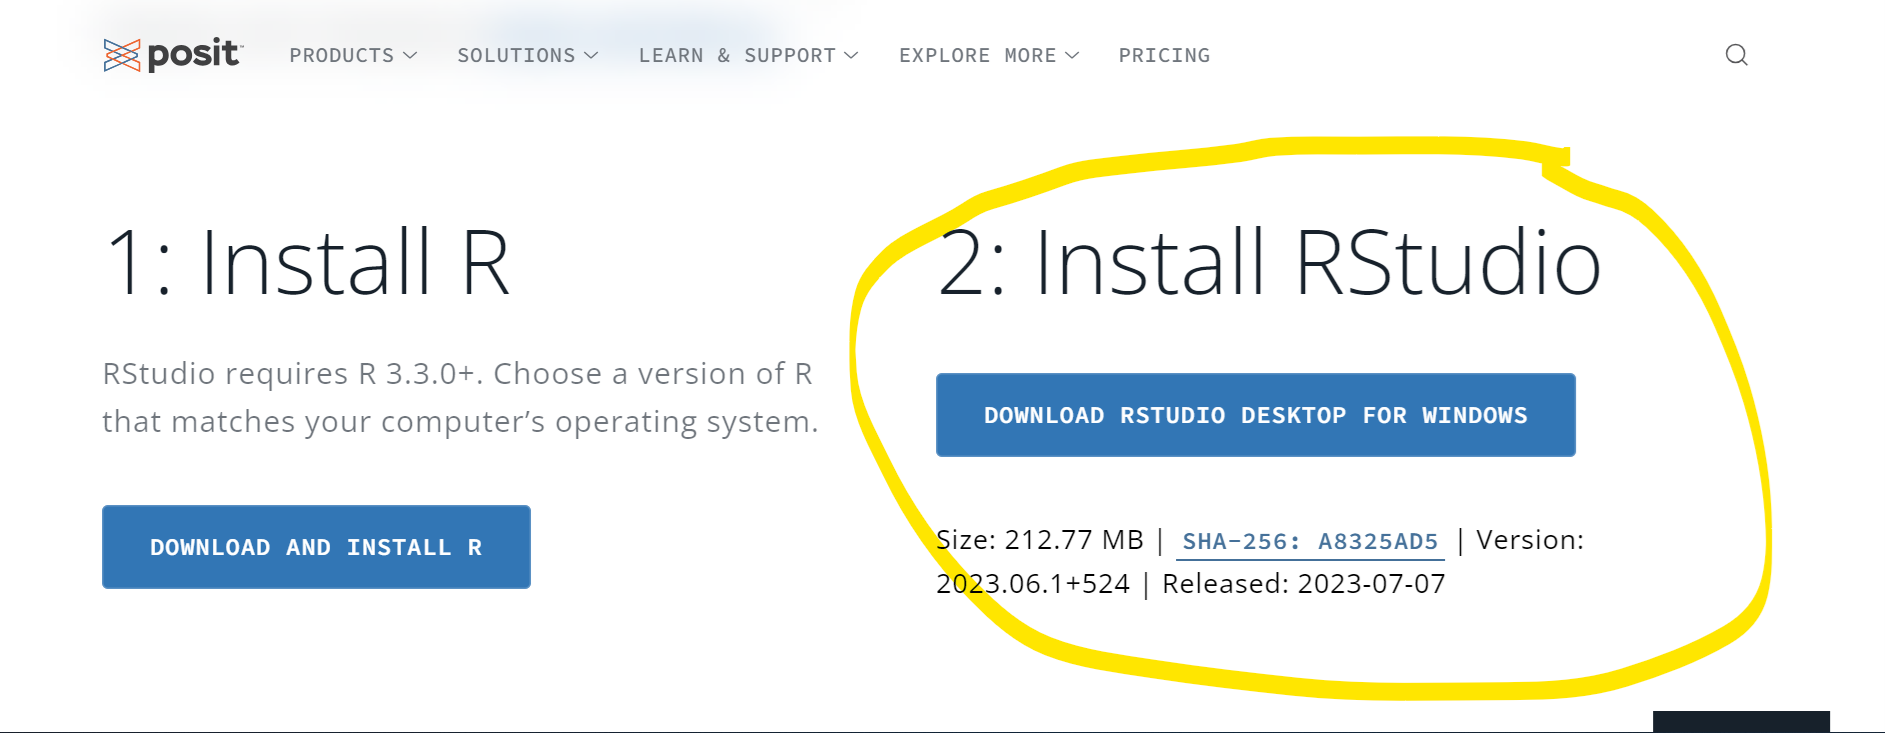 posit™ PRODUCTS SOLUTIONS LEARN & SUPPORT EXPLORE MORE PRICING
1: Install R
RStudio requires R 3.3.0+. Choose a version of R
that matches your computer’s operating system.
DOWNLOAD AND INSTALL R
2: Install RStudio
DOWNLOAD RSTUDIO DESKTOP FOR WINDOWS
Size: 212.77 MB | SHA-256: A8325AD5 | Version:
2023.06.1+524 | Released: 2023-07-07